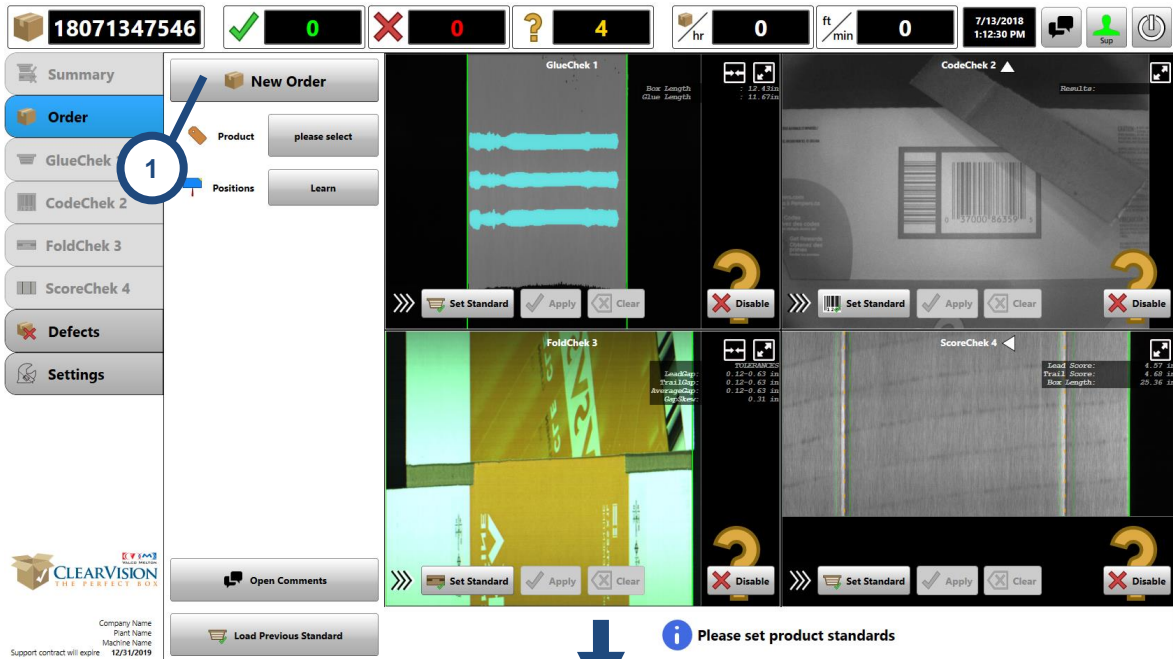 18071347546
0
0
?
4
hr
0
ft
min
0
7/13/2018
1:12:30 PM
Sup
Summary
Order
GlueChek
CodeChek 2
FoldChek 3
ScoreChek 4
Defects
Settings
New Order
1
Product
please select
Positions
Learn
Open Comments
Load Previous Standard
GlueChek 1
Box Length : 12.43in
Glue Length : 11.67in
Set Standard
Apply
Clear
Disable
CodeChek 2
Results:
0 37000 86359 3
Set Standard
Apply
Clear
Disable
FoldChek 3
TOLERANCES
LeadGap: 0.12-0.63 in
TrailGap: 0.12-0.63 in
AverageGap: 0.12-0.63 in
GapSkew: 0.31 in
Set Standard
Apply
Clear
Disable
ScoreChek 4
Lead Score: 4.57 in
Trail Score: 4.68 in
Box Length: 25.36 in
Set Standard
Apply
Clear
Disable
VALCO MELTON
CLEARVISION
THE PERFECT BOX
Company Name
Plant Name
Machine Name
Support contract will expire 12/31/2019
i Please set product standards